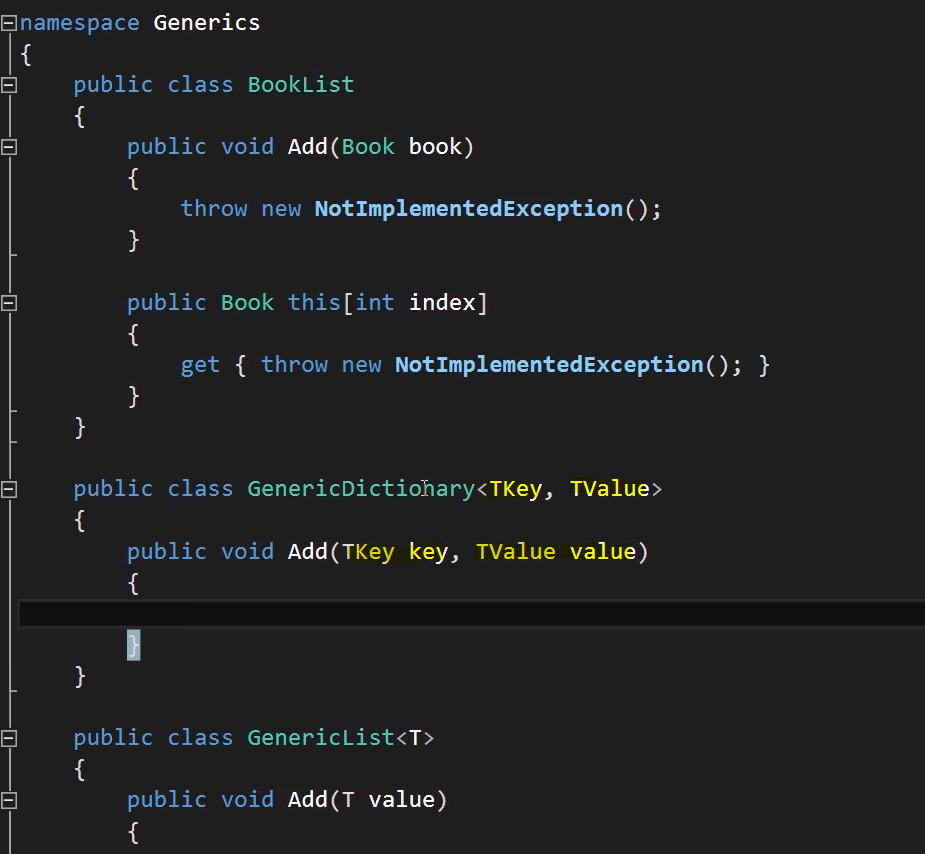 namespace Generics
{
    public class BookList
    {
        public void Add(Book book)
        {
            throw new NotImplementedException();
        }

        public Book this[int index]
        {
            get { throw new NotImplementedException(); }
        }
    }

    public class GenericDictionary<TKey, TValue>
    {
        public void Add(TKey key, TValue value)
        {

        }
    }

    public class GenericList<T>
    {
        public void Add(T value)
        {